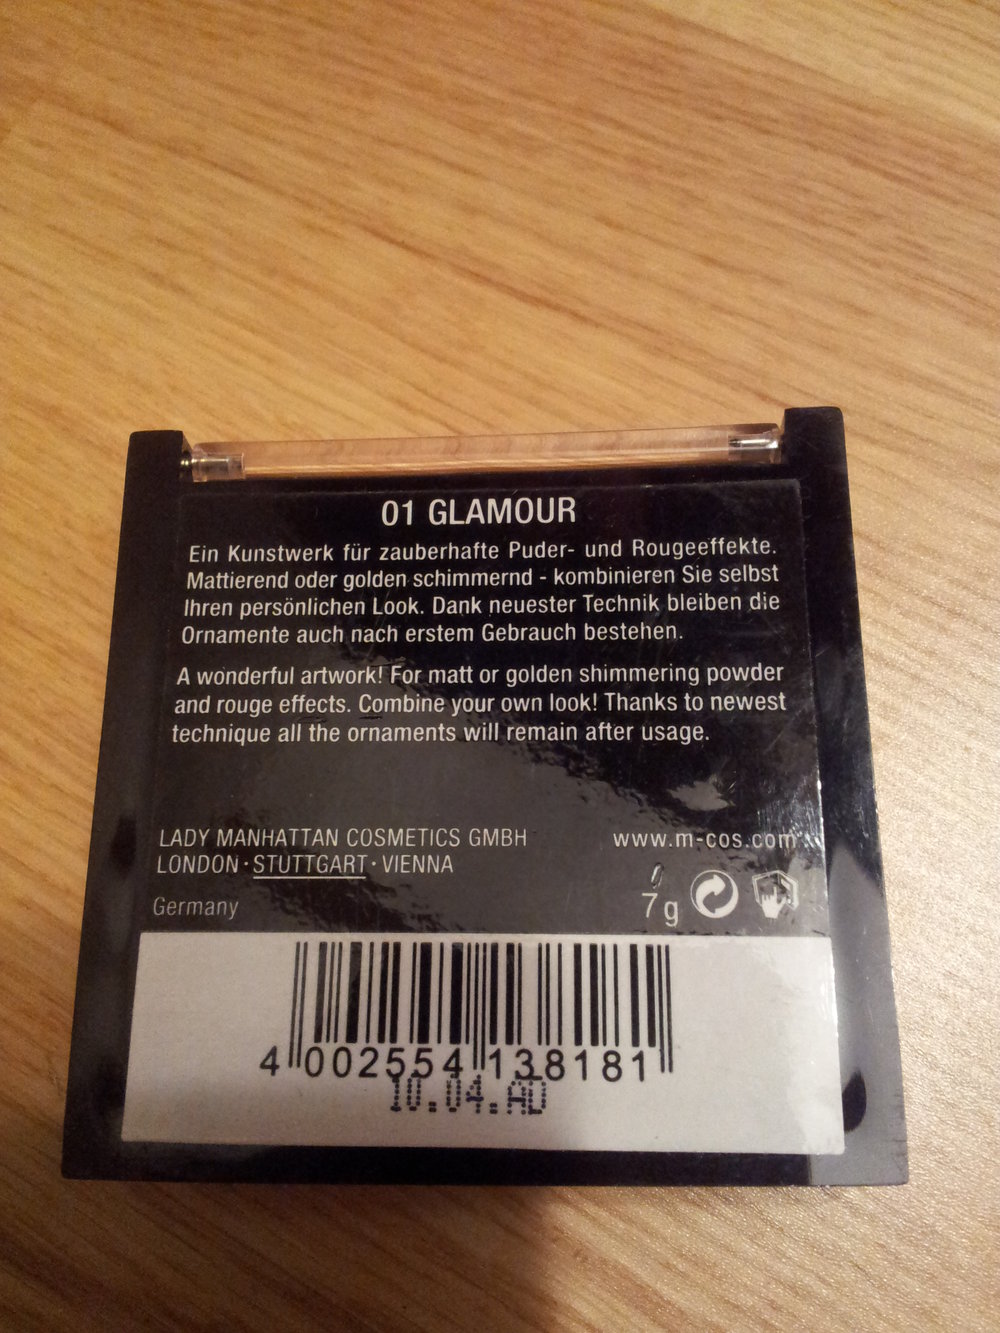 01 GLAMOUR
Ein Kunstwerk für zauberhafte Puder- und Rougeeffekte.
Mattierend oder golden schimmernd - kombinieren Sie selbst
Ihren persönlichen Look. Dank neuester Technik bleiben die
Ornamente auch nach erstem Gebrauch bestehen.
A wonderful artwork! For matt or golden shimmering powder
and rouge effects. Combine your own look! Thanks to newest
technique all the ornaments will remain after usage.
LADY MANHATTAN COSMETICS GMBH
www.m-cos.com
LONDON·STUTTGART·VIENNA
Germany
7g
4 002554 138181
10.04.AD